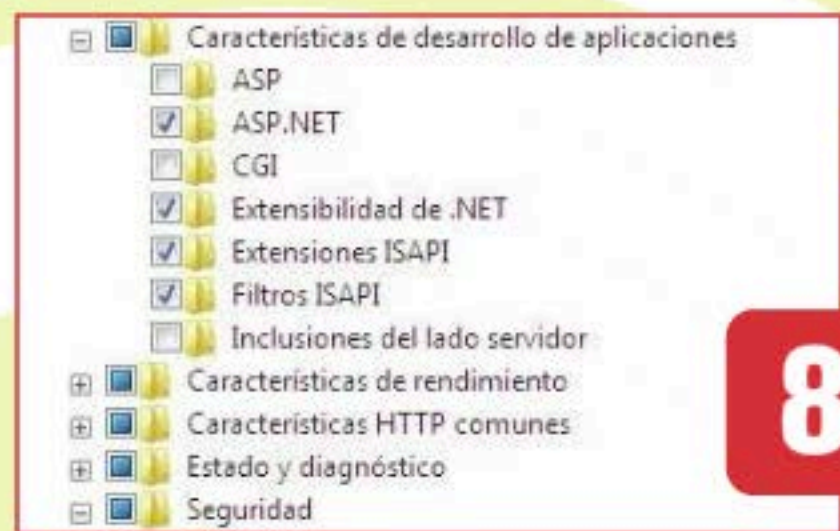 Características de desarrollo de aplicaciones
ASP
ASP.NET
CGI
Extensibilidad de .NET
Extensiones ISAPI
Filtros ISAPI
Inclusiones del lado servidor
Características de rendimiento
Características HTTP comunes
Estado y diagnóstico
Seguridad
8